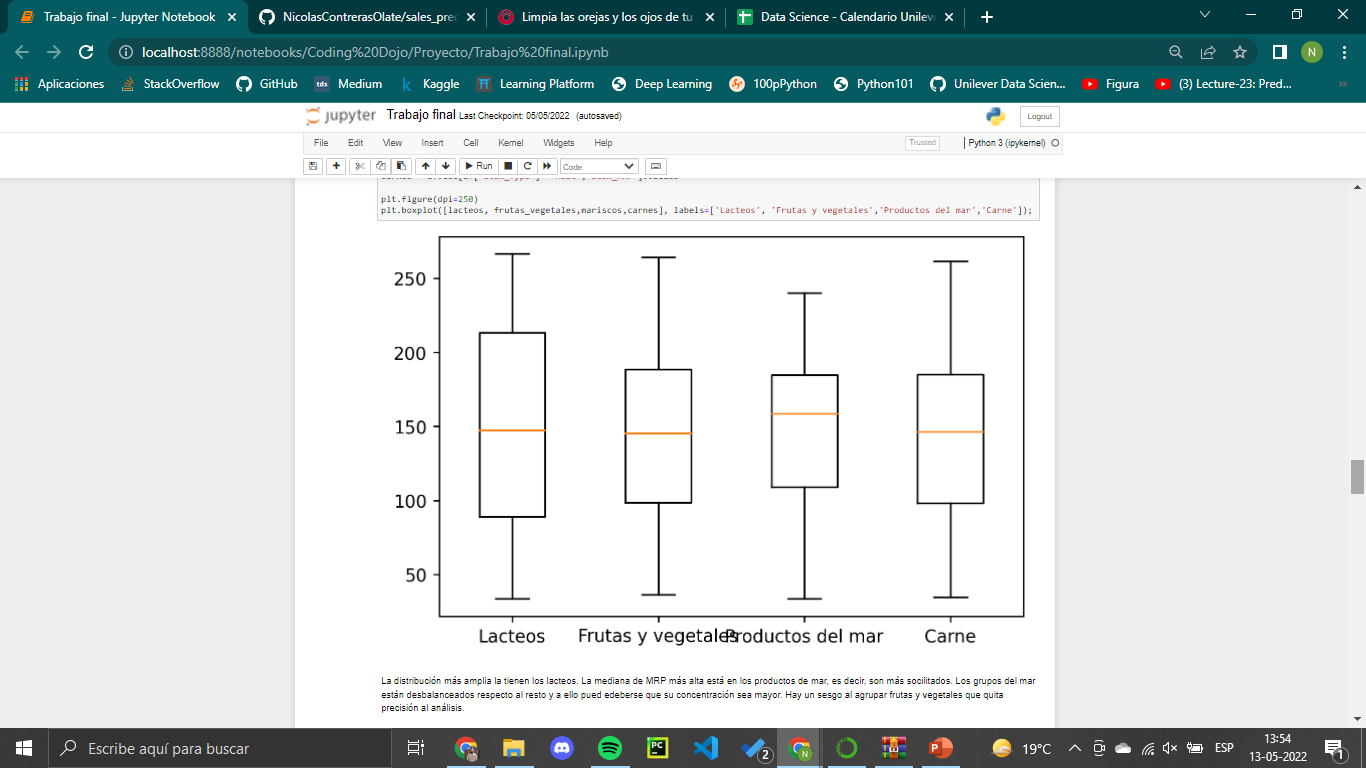 Trabajo final - Jupyter Notebook
NicolasContrerasOlate/sales_prec
Limpia las orejas y los ojos de tu
Data Science - Calendario Unileve
localhost:8888/notebooks/Coding%20Dojo/Proyecto/Trabajo%20final.ipynb
N
Aplicaciones StackOverflow GitHub Medium Kaggle Learning Platform Deep Learning 100pPython Python101 Unilever Data Scien... Figura (3) Lecture-23: Pred... »
jupyter Trabajo final Last Checkpoint: 05/05/2022 (autosaved) Logout
File Edit View Insert Cell Kernel Widgets Help Trusted Python 3 (ipykernel)
Run Code
plt.figure(dpi=250)
plt.boxplot([lacteos, frutas_vegetales,mariscos,carnes], labels=['Lacteos', 'Frutas y vegetales','Productos del mar','Carne']);
250
200
150
100
50
Lacteos Frutas y vegetales Productos del mar Carne
La distribución más amplia la tienen los lacteos. La mediana de MRP más alta está en los productos de mar, es decir, son más socilitados. Los grupos del mar
están desbalanceados respecto al resto y a ello pued edeberse que su concentración sea mayor. Hay un sesgo al agrupar frutas y vegetales que quita
precisión al análisis.
Escribe aquí para buscar
PC
2
N
P
19°C
ESP
13:54
13-05-2022
1